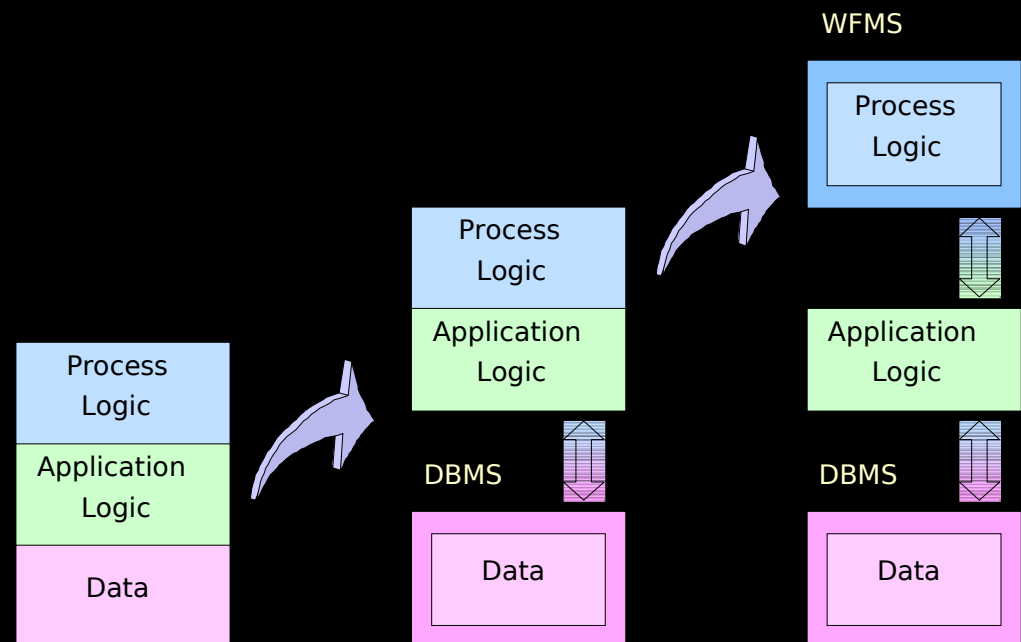 Process
Logic
Application
Logic
Data
Process
Logic
Application
Logic
DBMS
Data
WFMS
Process
Logic
Application
Logic
DBMS
Data